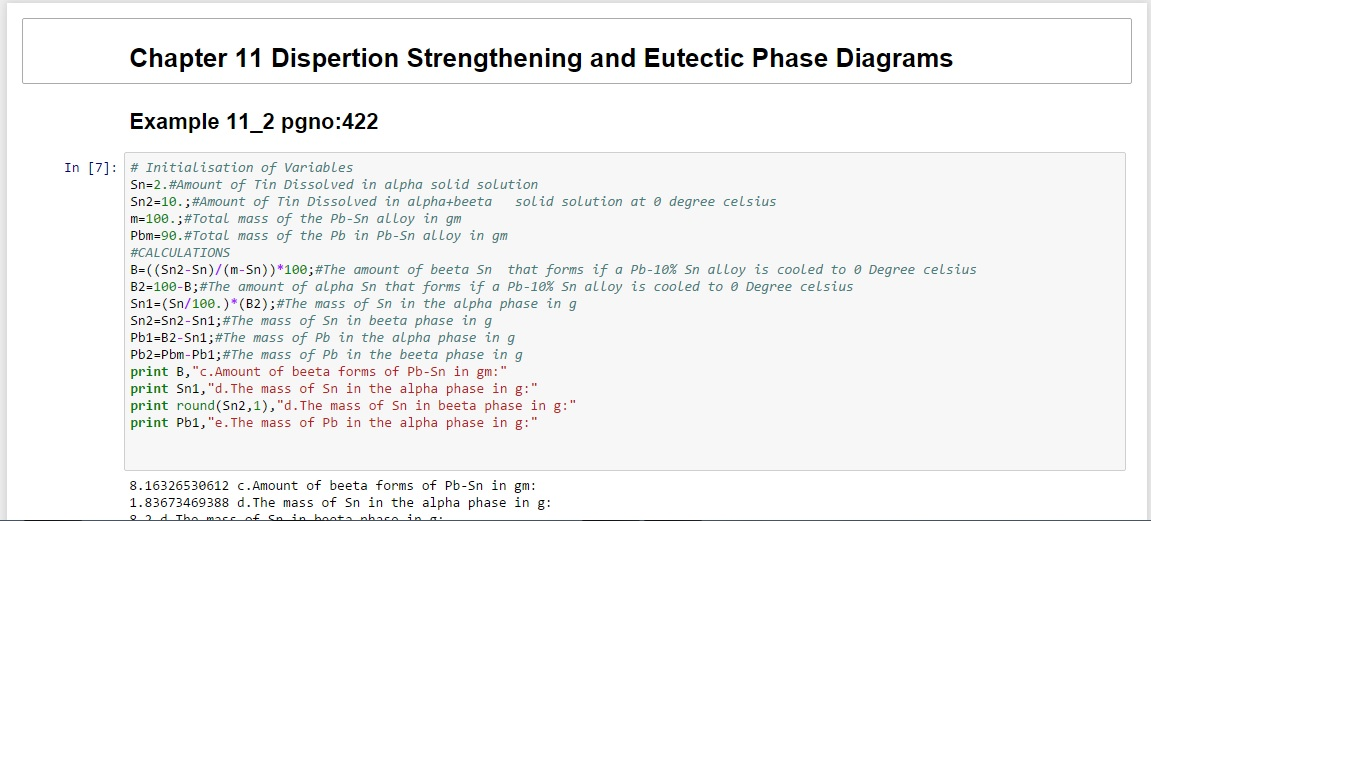 Chapter 11 Dispertion Strengthening and Eutectic Phase Diagrams
Example 11_2 pgno:422
In [7]:
# Initialisation of Variables
Sn=2.#Amount of Tin Dissolved in alpha solid solution
Sn2=10.;#Amount of Tin Dissolved in alpha+beeta   solid solution at 0 degree celsius
m=100.;#Total mass of the Pb-Sn alloy in gm
Pbm=90.#Total mass of the Pb in Pb-Sn alloy in gm
#CALCULATIONS
B=((Sn2-Sn)/(m-Sn))*100;#The amount of beeta Sn  that forms if a Pb-10% Sn alloy is cooled to 0 Degree celsius
B2=100-B;#The amount of alpha Sn that forms if a Pb-10% Sn alloy is cooled to 0 Degree celsius
Sn1=(Sn/100.)*(B2);#The mass of Sn in the alpha phase in g
Sn2=Sn2-Sn1;#The mass of Sn in beeta phase in g
Pb1=B2-Sn1;#The mass of Pb in the alpha phase in g
Pb2=Pbm-Pb1;#The mass of Pb in the beeta phase in g
print B,"c.Amount of beeta forms of Pb-Sn in gm:"
print Sn1,"d.The mass of Sn in the alpha phase in g:"
print round(Sn2,1),"d.The mass of Sn in beeta phase in g:"
print Pb1,"e.The mass of Pb in the alpha phase in g:"
8.16326530612 c.Amount of beeta forms of Pb-Sn in gm:
1.83673469388 d.The mass of Sn in the alpha phase in g:
8.2 d.The mass of Sn in beeta phase in g: